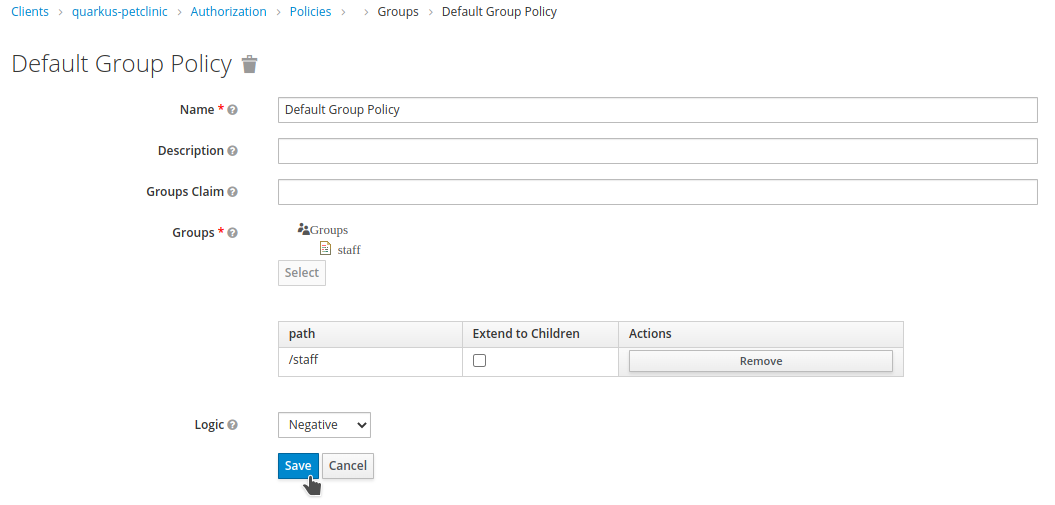 Clients > quarkus-petclinic > Authorization > Policies > > Groups > Default Group Policy
Default Group Policy
Name * Default Group Policy
Description
Groups Claim
Groups *
Groups
staff
Select
path Extend to Children Actions
/staff Remove
Logic Negative
Save Cancel